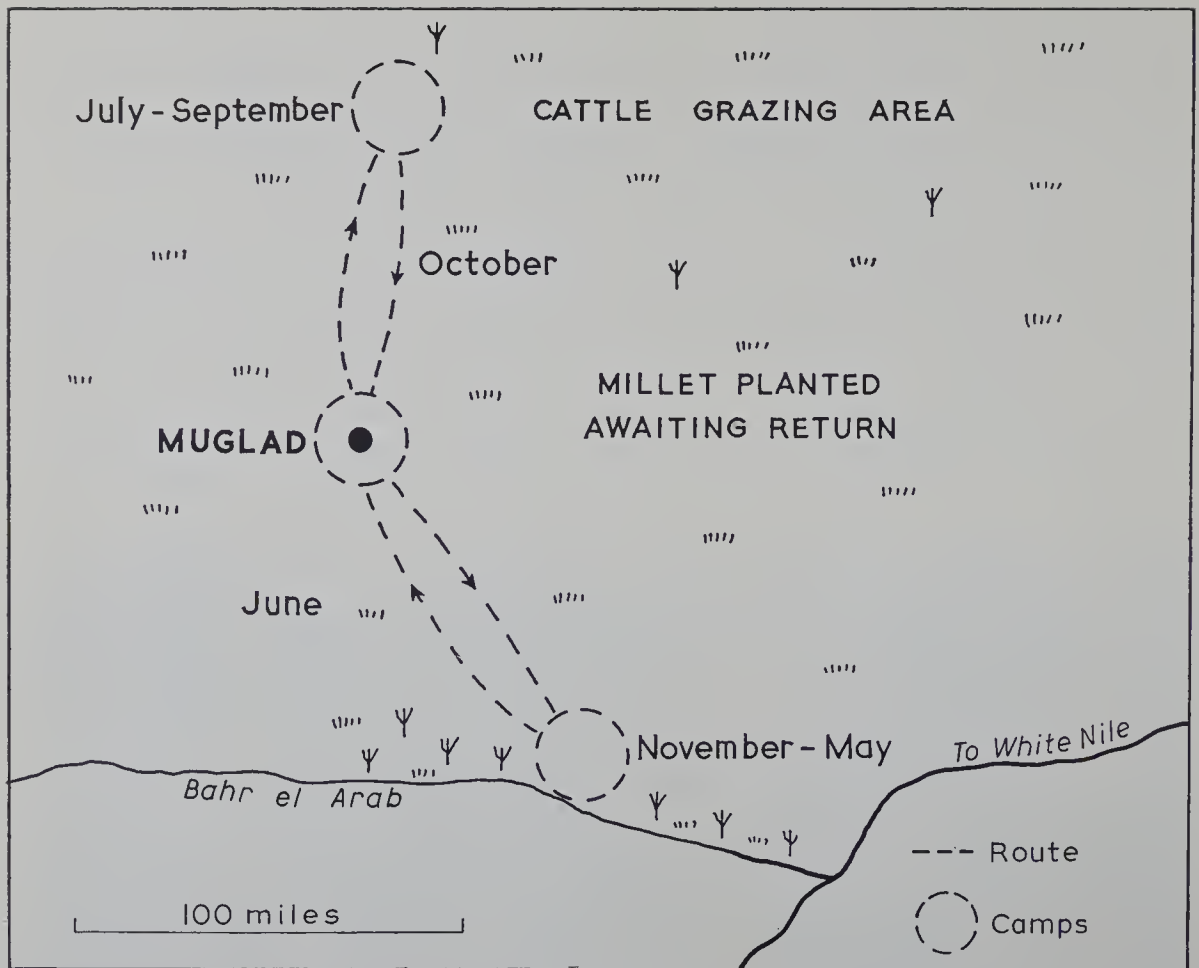 July-September
CATTLE GRAZING AREA
October
MILLET PLANTED
AWAITING RETURN
MUGLAD
June
November-May
To White Nile
Bahr el Arab
Route
100 miles
Camps